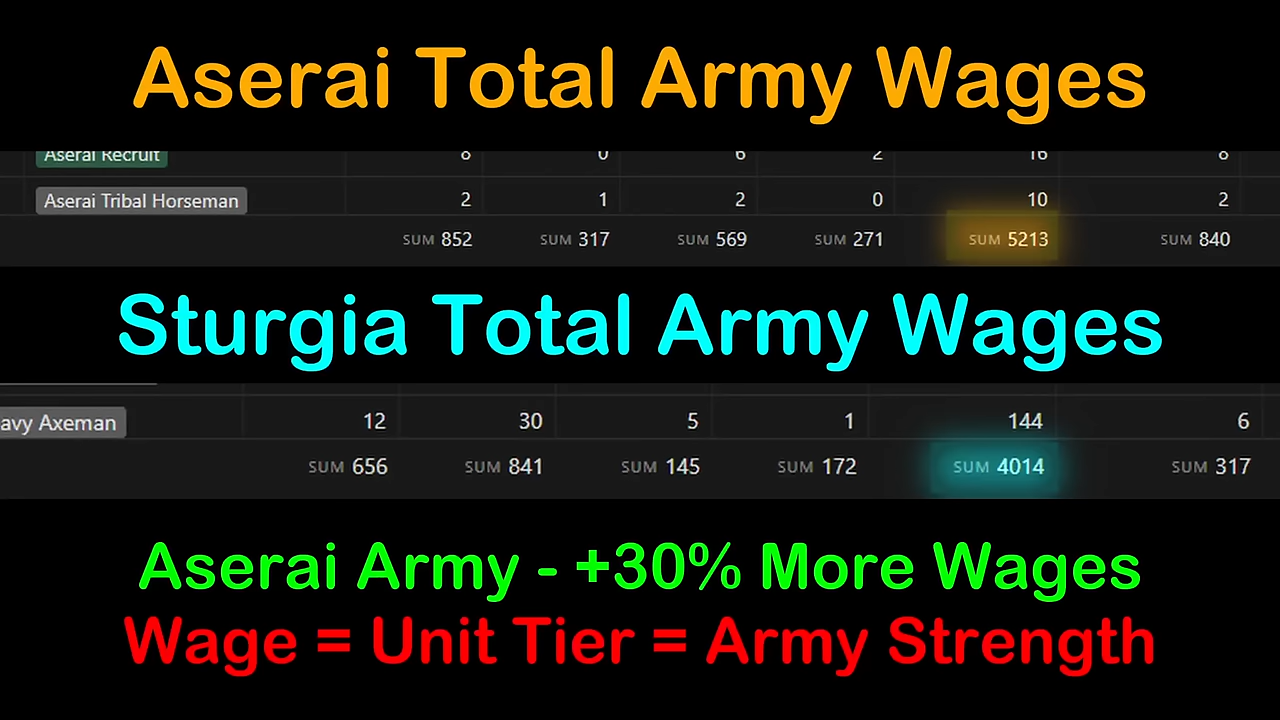 Aserai Total Army Wages
Aserai Recruit 8 0 6 2 16 8
Aserai Tribal Horseman 2 1 2 0 10 2
SUM 852 SUM 317 SUM 569 SUM 271 SUM 5213 SUM 840
Sturgia Total Army Wages
avy Axeman 12 30 5 1 144 6
SUM 656 SUM 841 SUM 145 SUM 172 SUM 4014 SUM 317
Aserai Army - +30% More Wages
Wage = Unit Tier = Army Strength